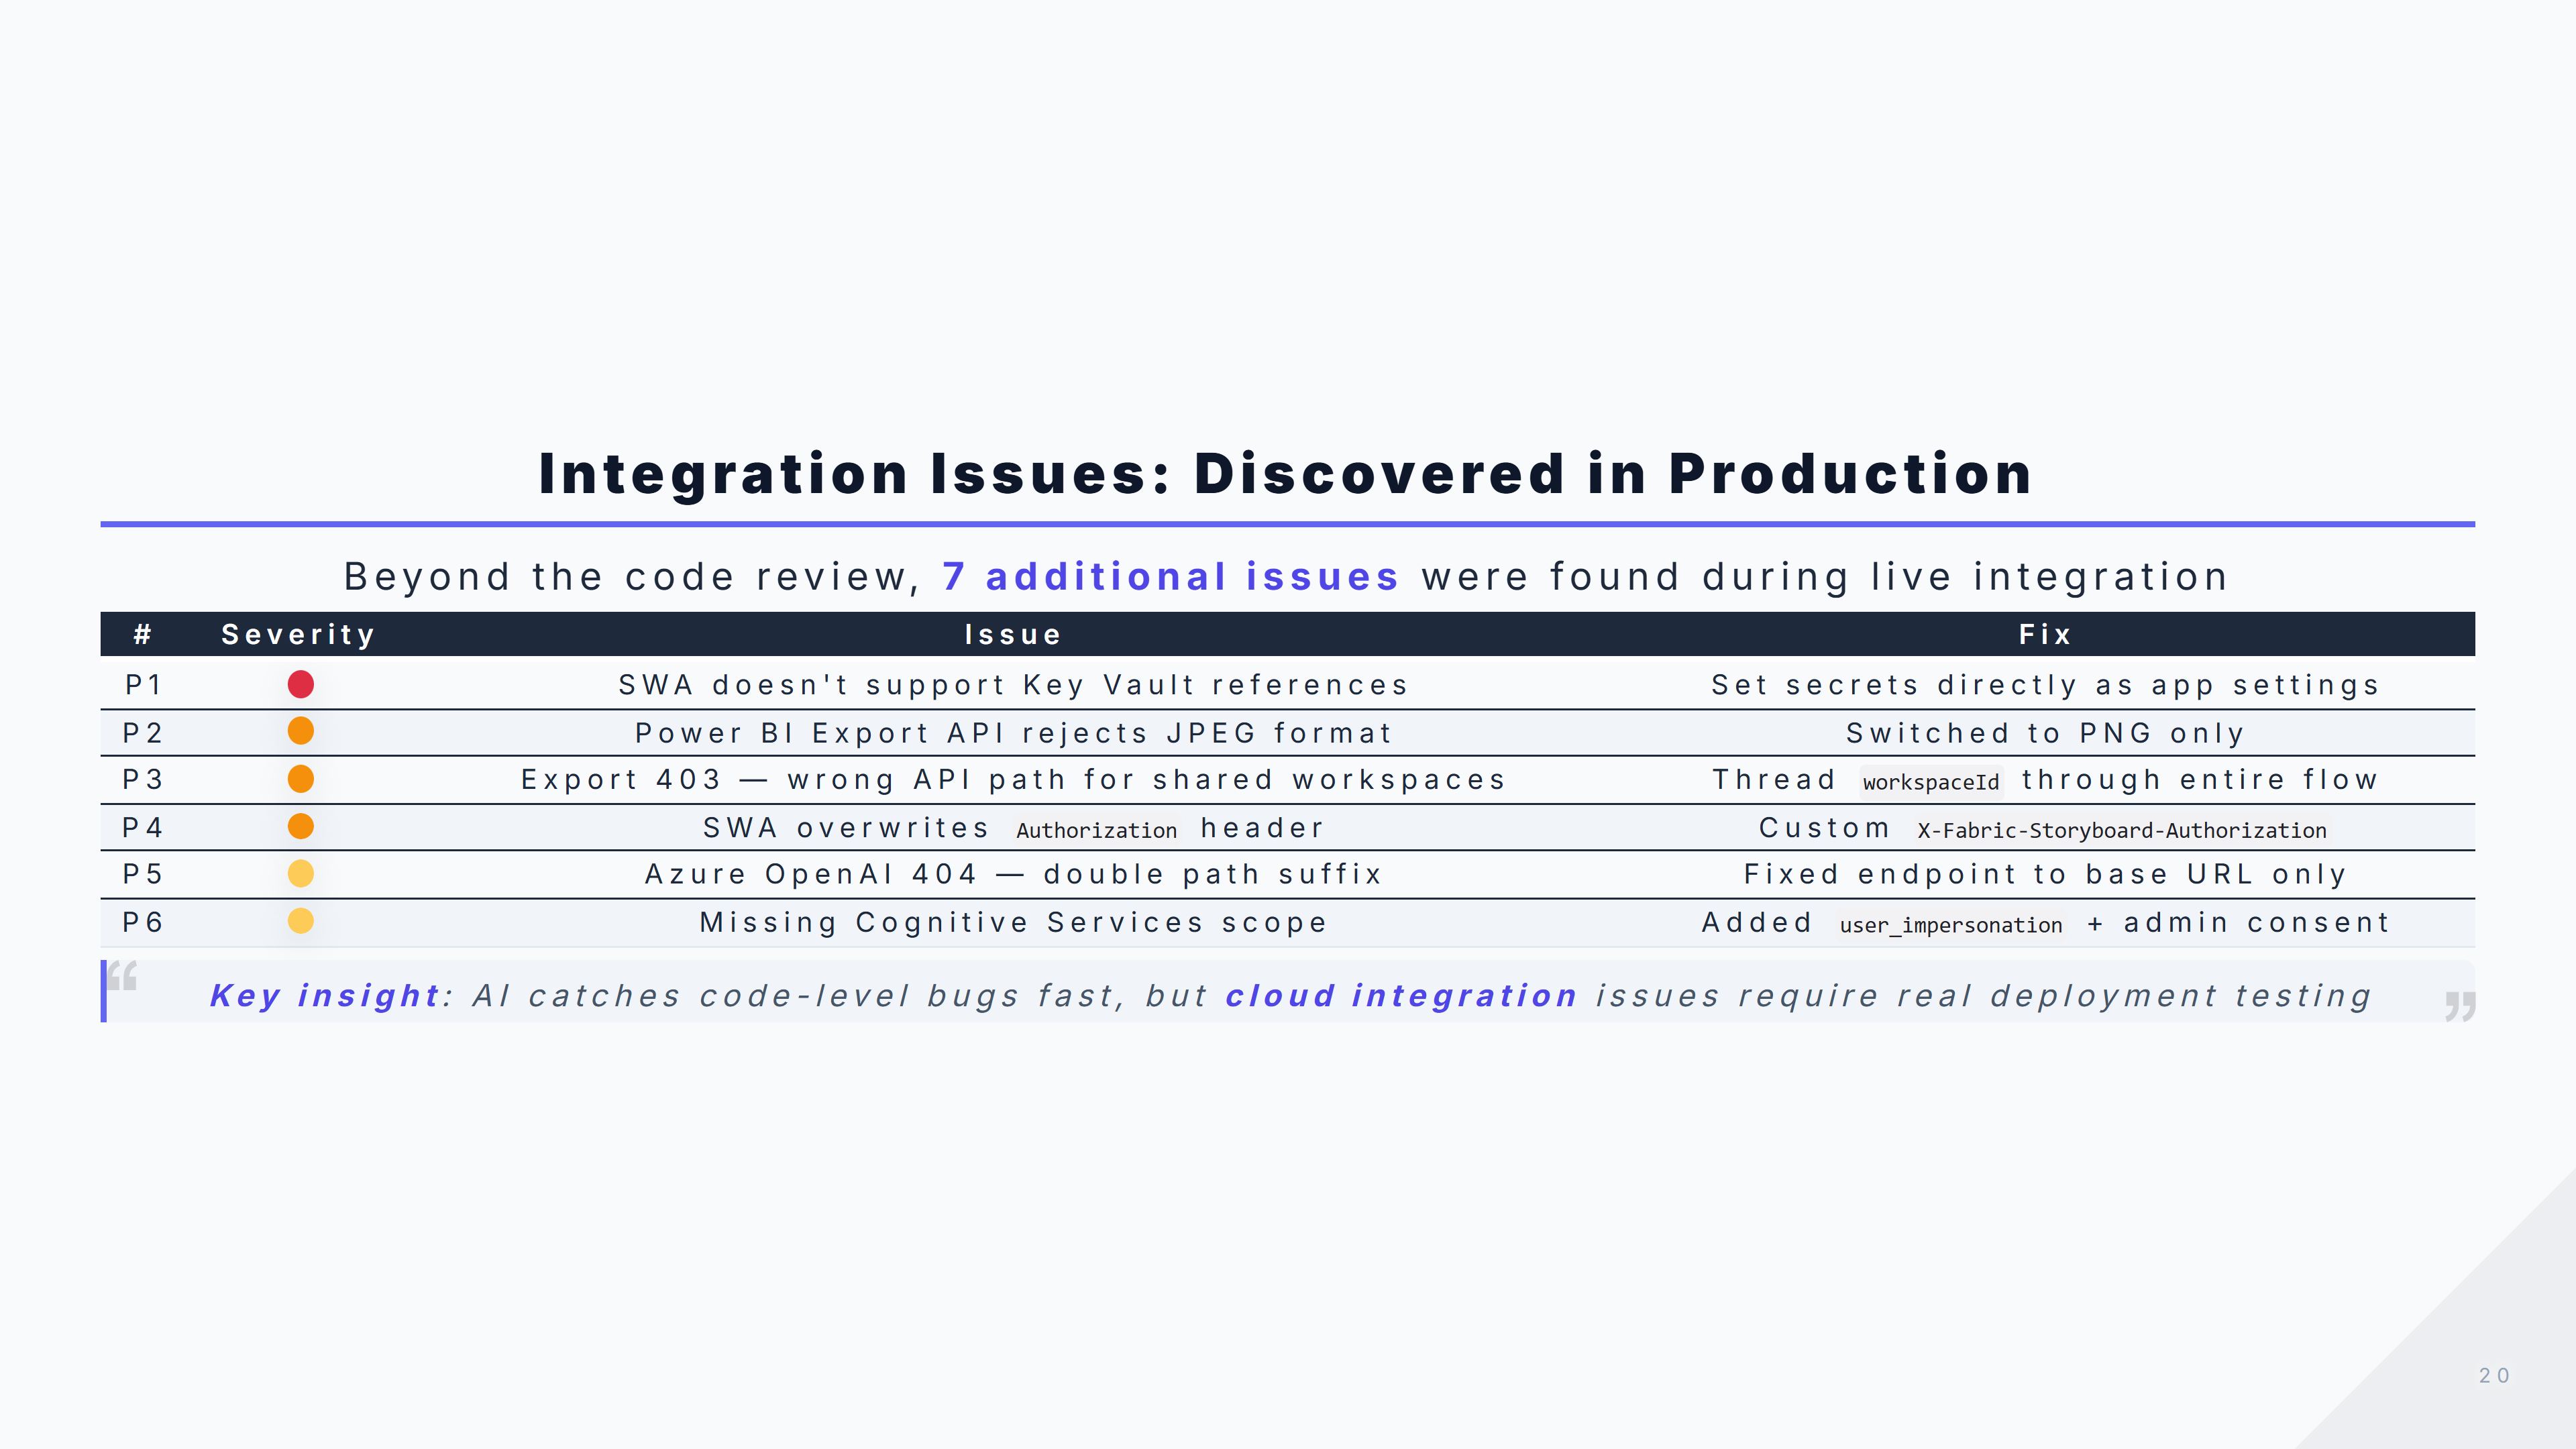 Integration Issues: Discovered in Production
Beyond the code review, 7 additional issues were found during live integration
# Severity Issue Fix
P1 SWA doesn't support Key Vault references Set secrets directly as app settings
P2 Power BI Export API rejects JPEG format Switched to PNG only
P3 Export 403 — wrong API path for shared workspaces Thread workspaceId through entire flow
P4 SWA overwrites Authorization header Custom X-Fabric-Storyboard-Authorization
P5 Azure OpenAI 404 — double path suffix Fixed endpoint to base URL only
P6 Missing Cognitive Services scope Added user_impersonation + admin consent
“ Key insight: AI catches code-level bugs fast, but cloud integration issues require real deployment testing ”
20